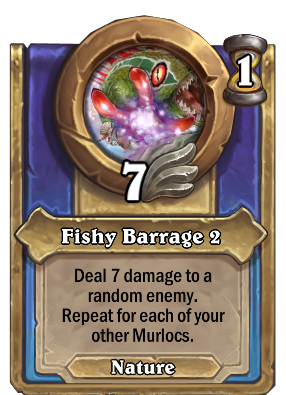 1
7
Fishy Barrage 2
Deal 7 damage to a
random enemy.
Repeat for each of your
other Murlocs.
Nature